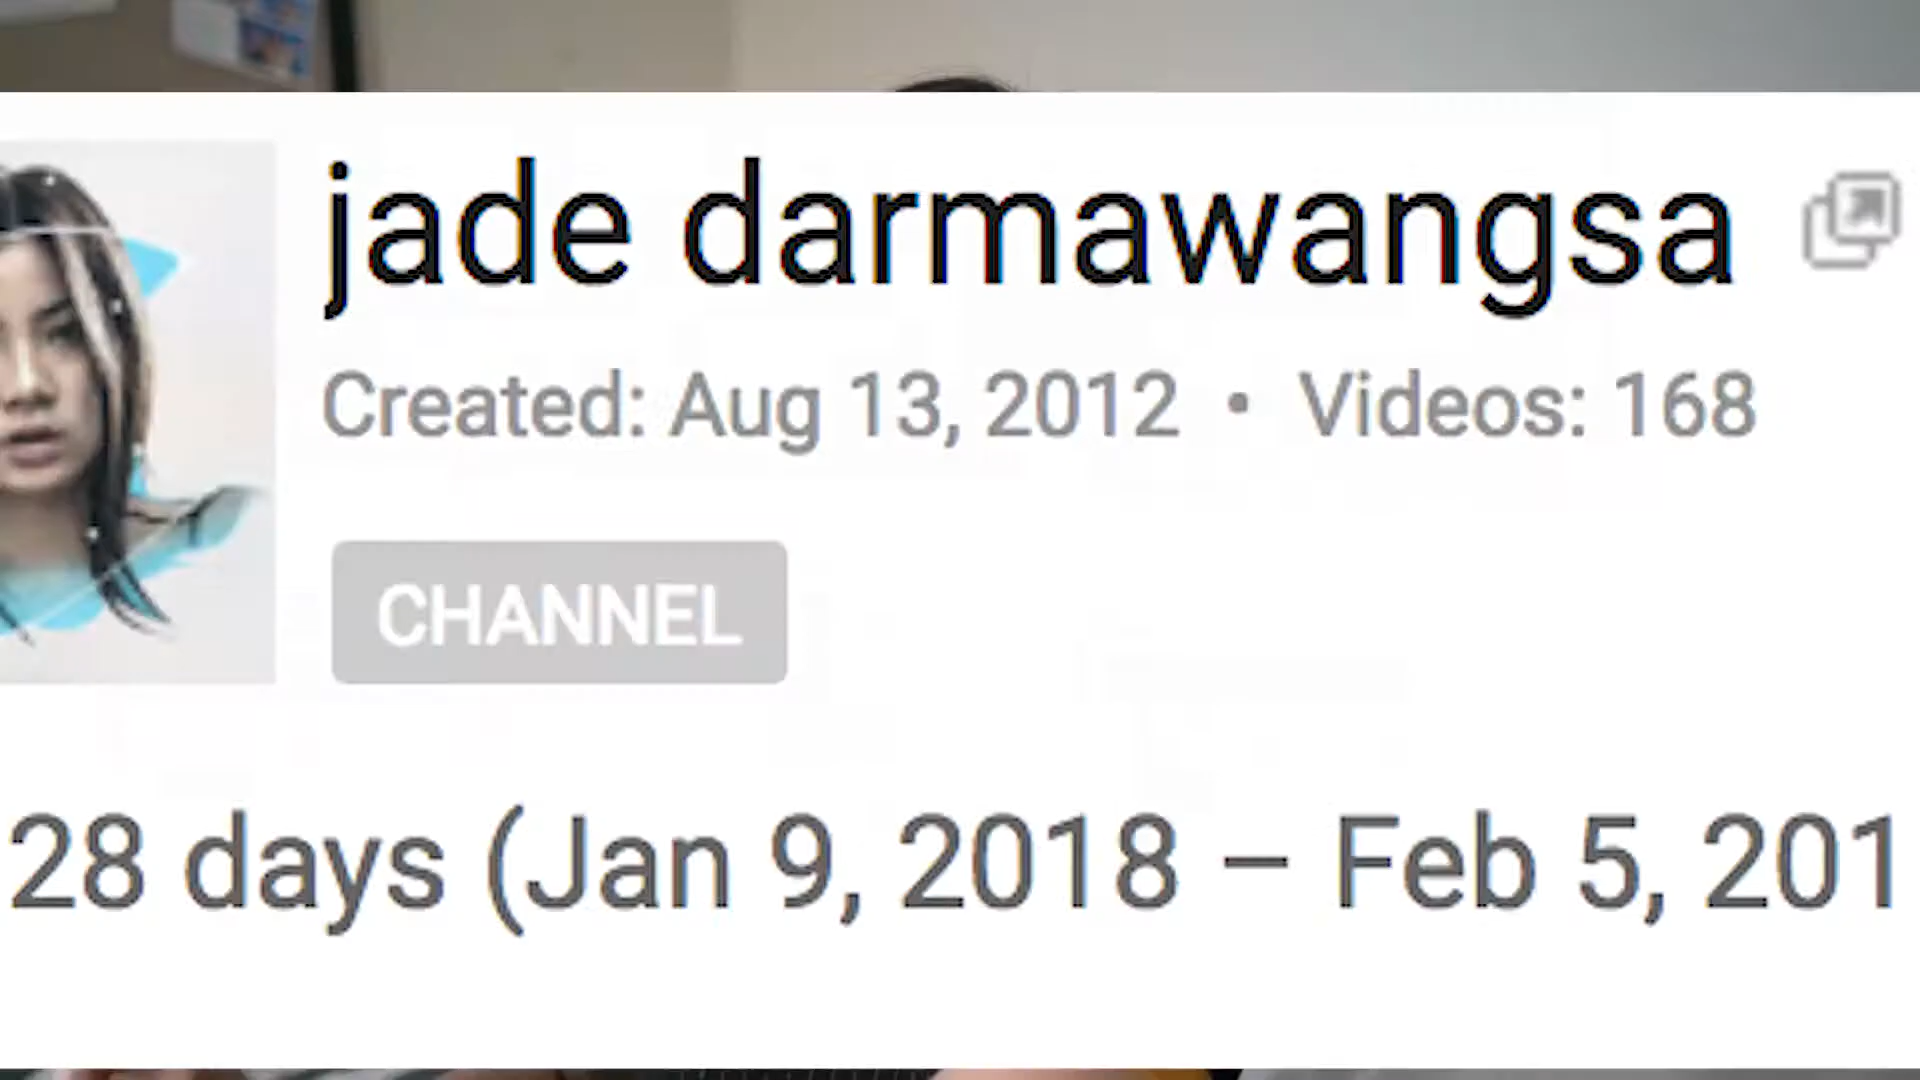 jade darmawangsa
Created: Aug 13, 2012 • Videos: 168
CHANNEL
28 days (Jan 9, 2018 – Feb 5, 201